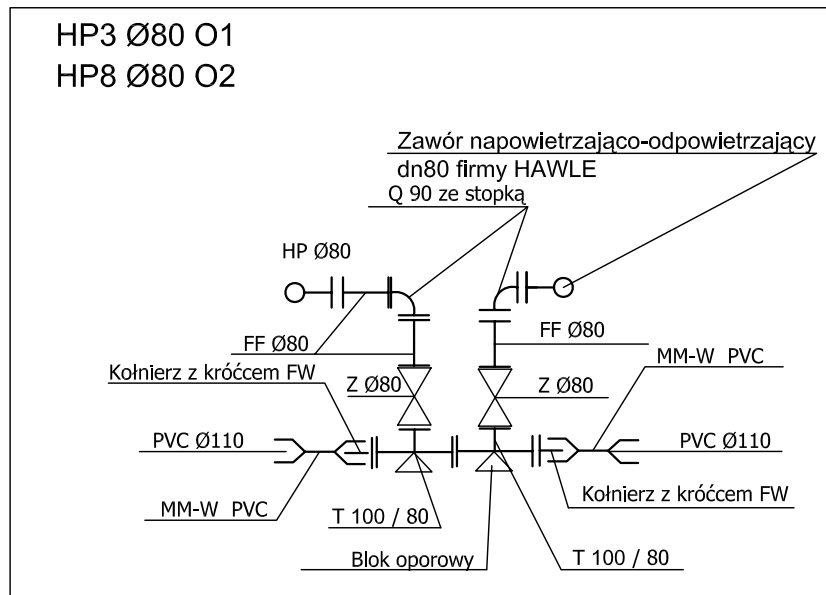 HP3 Ø80 O1
HP8 Ø80 O2
Zawór napowietrzająco-odpowietrzający
dn80 firmy HAWLE
Q 90 ze stopką
HP Ø80
FF Ø80
FF Ø80
MM-W PVC
Kołnierz z króćcem FW
Z Ø80
Z Ø80
PVC Ø110
PVC Ø110
MM-W PVC
Kołnierz z króćcem FW
T 100 / 80
Blok oporowy
T 100 / 80